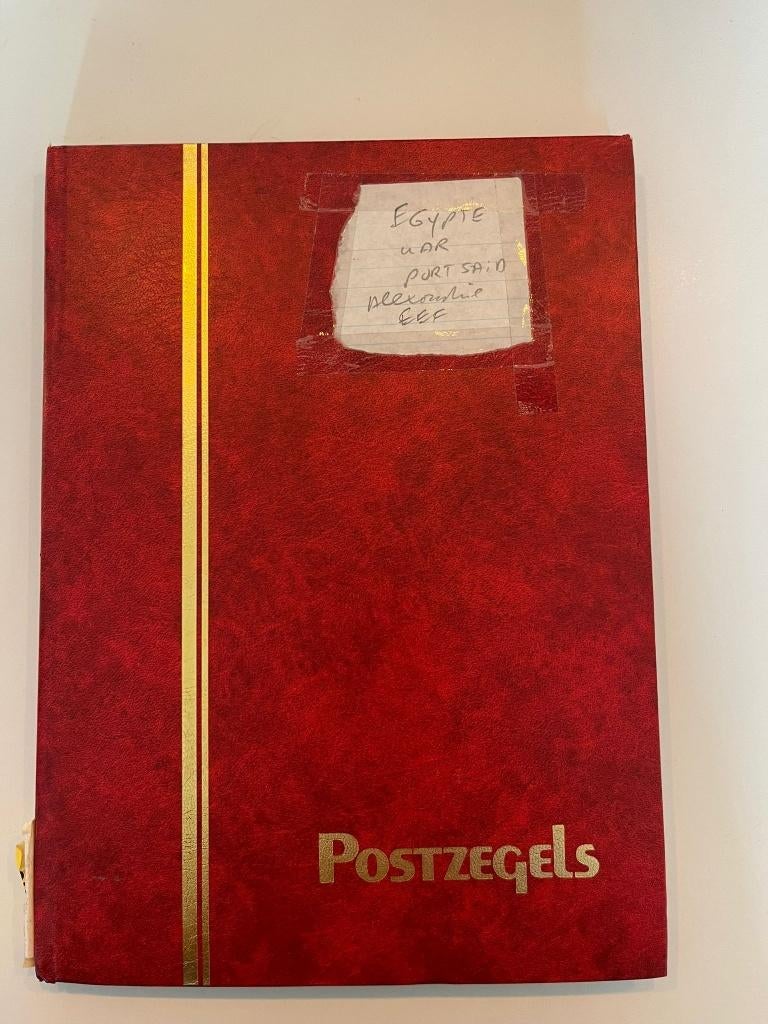 EGYPTE
UAR
PORT SAiD
Alexandrie
EEF
POSTZEGELS